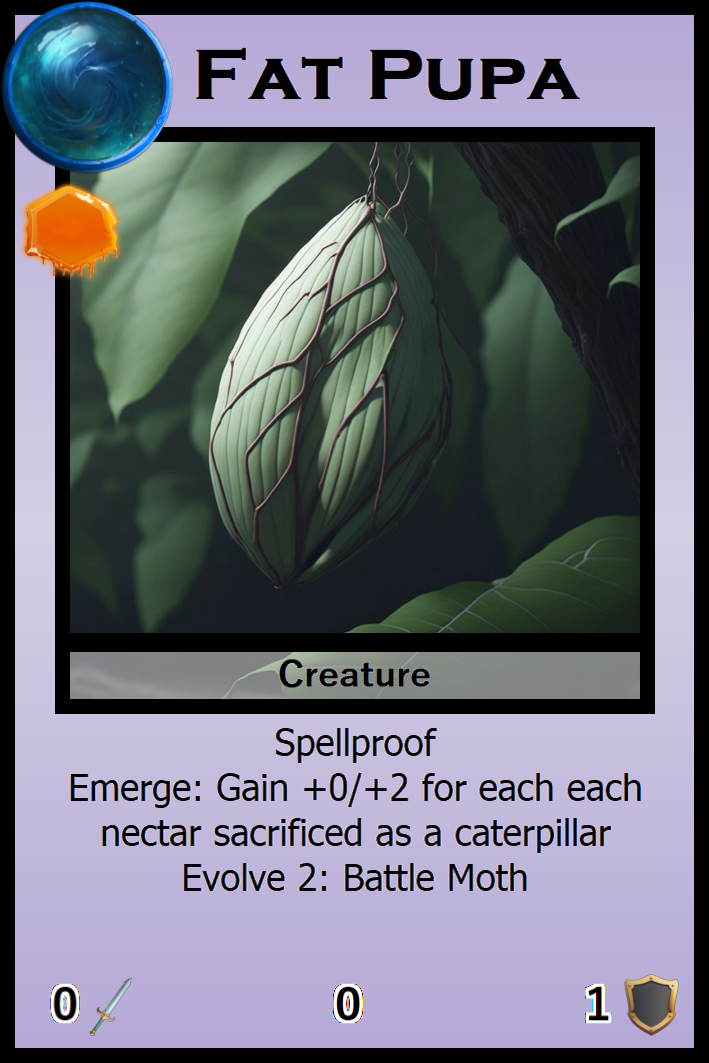 Fat Pupa
Creature
Spellproof
Emerge: Gain +0/+2 for each each
nectar sacrificed as a caterpillar
Evolve 2: Battle Moth
0 0 1